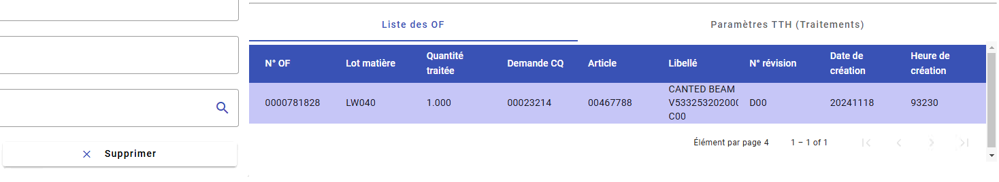 Liste des OF
Paramètres TTH (Traitements)
N° OF
Lot matière
Quantité
traitée
Demande CQ
Article
Libellé
N° révision
Date de
création
Heure de
création
0000781828
LW040
1.000
00023214
00467788
CANTED BEAM
V53325320200
C00
D00
20241118
93230
Élément par page 4
1 – 1 of 1
Supprimer